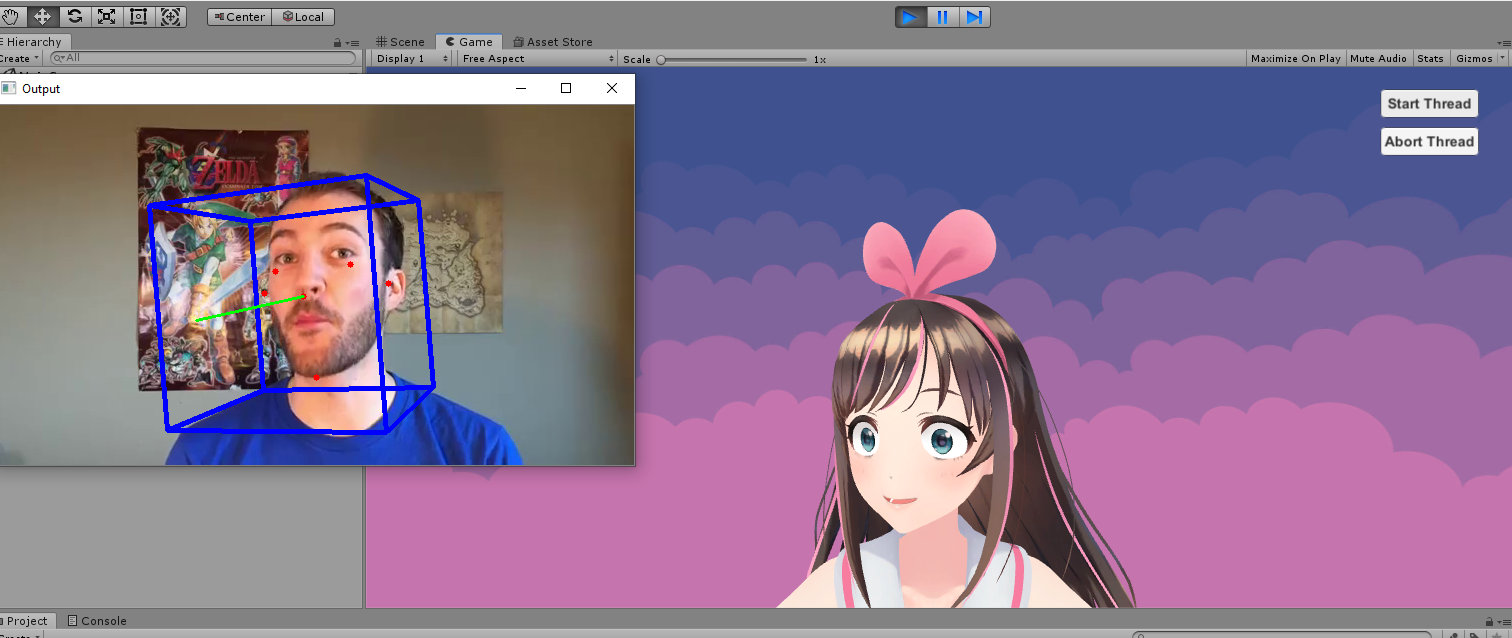 Center Local
Hierarchy
Scene Game Asset Store
Create All
Display 1 Free Aspect Scale 1x Maximize On Play Mute Audio Stats Gizmos
Output
Start Thread
Abort Thread
ZELDA
Project Console